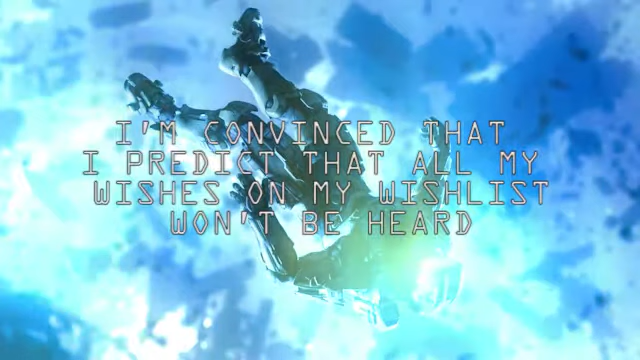 I'M CONVINCED THAT
I PREDICT THAT ALL MY
WISHES ON MY WISHLIST
WON'T BE HEARD